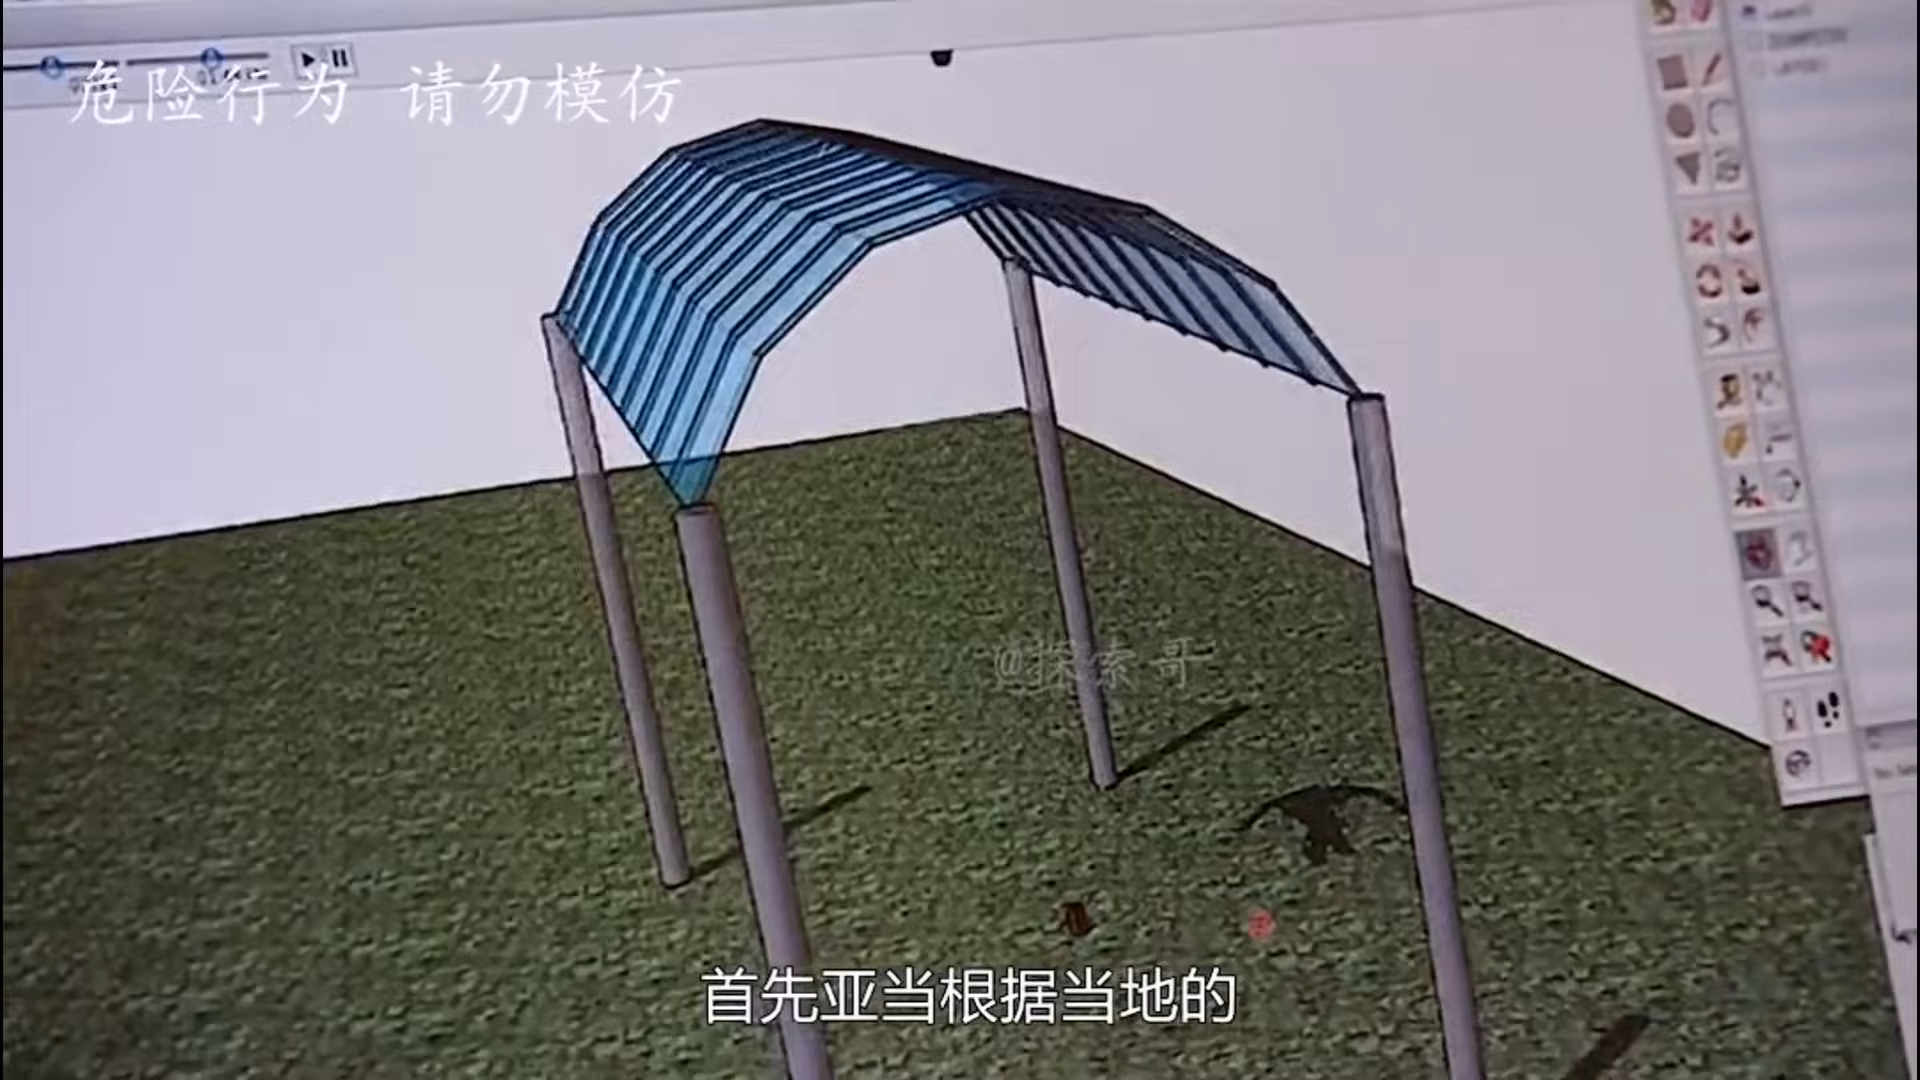 危险行为 请勿模仿
@探索哥
首先亚当根据当地的